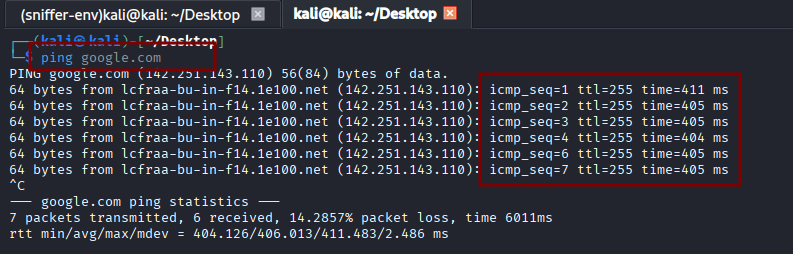 (sniffer-env)kali@kali: ~/Desktop kali@kali: ~/Desktop
┌──(kali㉿kali)-[~/Desktop]
└─$ ping google.com
PING google.com (142.251.143.110) 56(84) bytes of data.
64 bytes from lcfraa-bu-in-f14.1e100.net (142.251.143.110): icmp_seq=1 ttl=255 time=411 ms
64 bytes from lcfraa-bu-in-f14.1e100.net (142.251.143.110): icmp_seq=2 ttl=255 time=405 ms
64 bytes from lcfraa-bu-in-f14.1e100.net (142.251.143.110): icmp_seq=3 ttl=255 time=405 ms
64 bytes from lcfraa-bu-in-f14.1e100.net (142.251.143.110): icmp_seq=4 ttl=255 time=404 ms
64 bytes from lcfraa-bu-in-f14.1e100.net (142.251.143.110): icmp_seq=6 ttl=255 time=405 ms
64 bytes from lcfraa-bu-in-f14.1e100.net (142.251.143.110): icmp_seq=7 ttl=255 time=405 ms
^C
--- google.com ping statistics ---
7 packets transmitted, 6 received, 14.2857% packet loss, time 6011ms
rtt min/avg/max/mdev = 404.126/406.013/411.483/2.486 ms